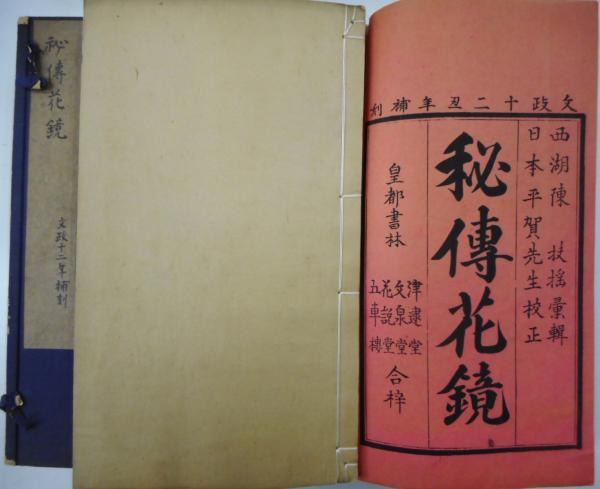 文政十二丑年補刻
西湖陳 扶揺彙輯
日本平賀先生校正
秘傳花鏡
皇都書林
津逮堂
文泉堂
花説堂
五車樓
合梓
秘傳花鏡
文政十二年補刻